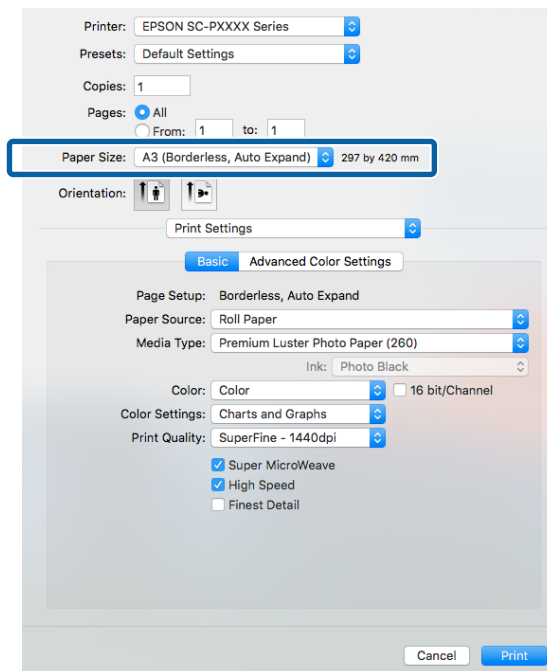 Printer: EPSON SC-PXXXX Series
Presets: Default Settings
Copies: 1
Pages: All
From: 1 to: 1
Paper Size: A3 (Borderless, Auto Expand) 297 by 420 mm
Orientation:
Print Settings
Basic Advanced Color Settings
Page Setup: Borderless, Auto Expand
Paper Source: Roll Paper
Media Type: Premium Luster Photo Paper (260)
Ink: Photo Black
Color: Color 16 bit/Channel
Color Settings: Charts and Graphs
Print Quality: SuperFine - 1440dpi
Super MicroWeave
High Speed
Finest Detail
Cancel Print